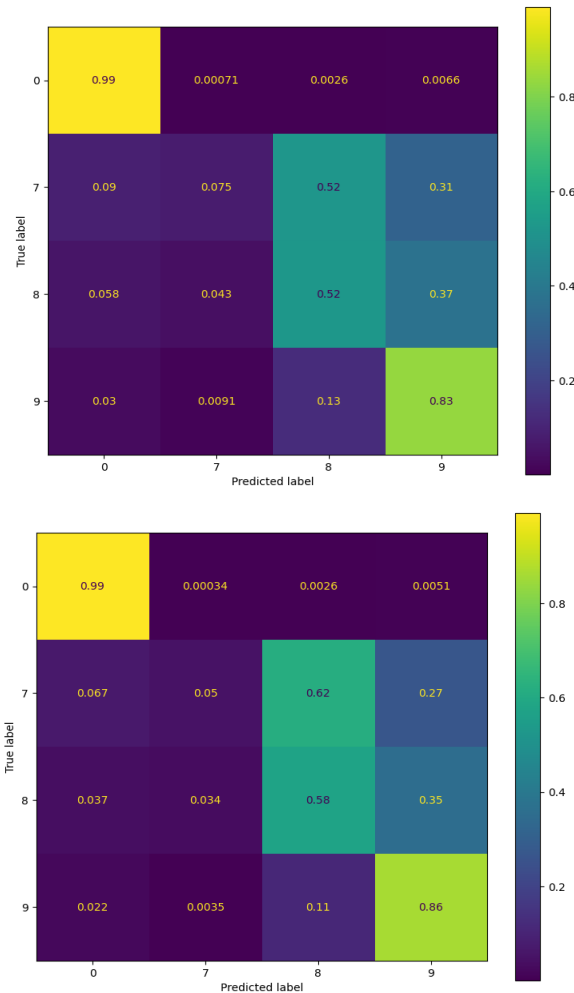 0 0.99 0.00071 0.0026 0.0066
0.8
7 0.09 0.075 0.52 0.31
0.6
True label
0.4
8 0.058 0.043 0.52 0.37
0.2
9 0.03 0.0091 0.13 0.83
0 7 8 9
Predicted label
0 0.99 0.00034 0.0026 0.0051
0.8
7 0.067 0.05 0.62 0.27
0.6
True label
0.4
8 0.037 0.034 0.58 0.35
0.2
9 0.022 0.0035 0.11 0.86
0 7 8 9
Predicted label